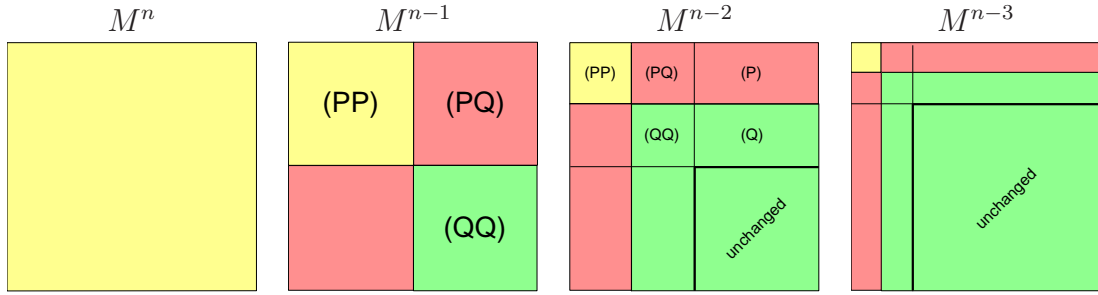 M^n
M^{n−1}
M^{n−2}
M^{n−3}
(PP)
(PQ)
(QQ)
(PP)
(PQ)
(P)
(QQ)
(Q)
unchanged
unchanged